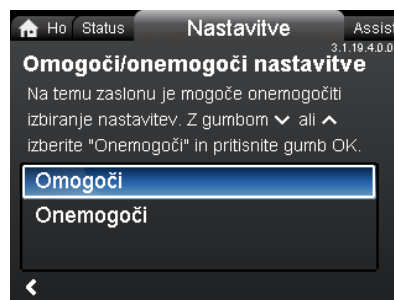 Ho Status Nastavitve Assist
3.1.19.4.0.0
Omogoči/onemogoči nastavitve
Na temu zaslonu je mogoče onemogočiti
izbiranje nastavitev. Z gumbom ali
izberite "Onemogoči" in pritisnite gumb OK.
Omogoči
Onemogoči